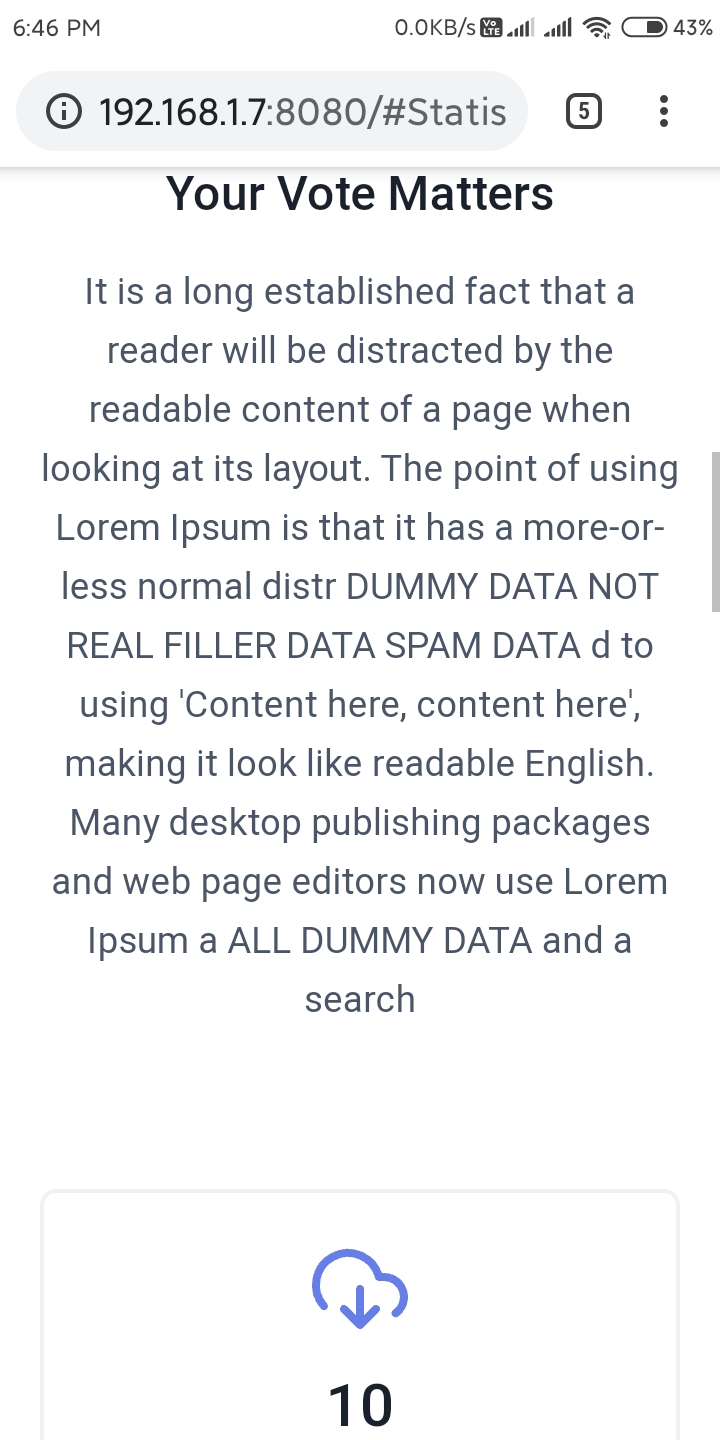 6:46 PM 0.0KB/s Vo LTE 43%
192.168.1.7:8080/#Statis 5
Your Vote Matters
It is a long established fact that a
reader will be distracted by the
readable content of a page when
looking at its layout. The point of using
Lorem Ipsum is that it has a more-or-
less normal distr DUMMY DATA NOT
REAL FILLER DATA SPAM DATA d to
using 'Content here, content here',
making it look like readable English.
Many desktop publishing packages
and web page editors now use Lorem
Ipsum a ALL DUMMY DATA and a
search
10